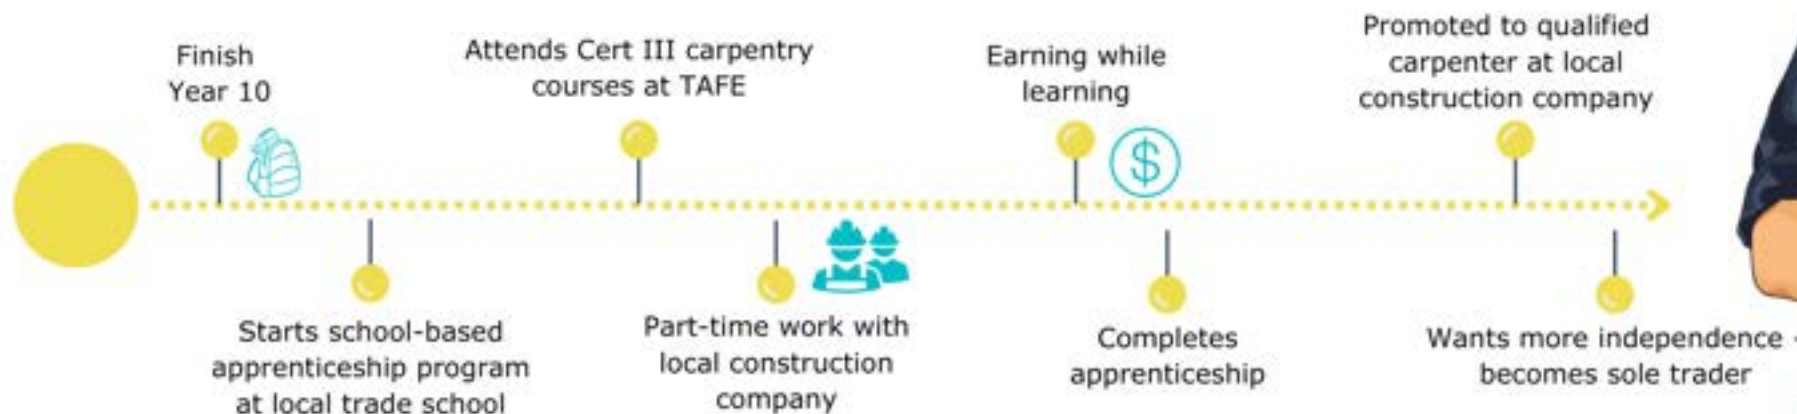 Finish
Year 10
Starts school-based
apprenticeship program
at local trade school
Attends Cert III carpentry
courses at TAFE
Part-time work with
local construction
company
Earning while
learning
$
Completes
apprenticeship
Promoted to qualified
carpenter at local
construction company
Wants more independence -
becomes sole trader